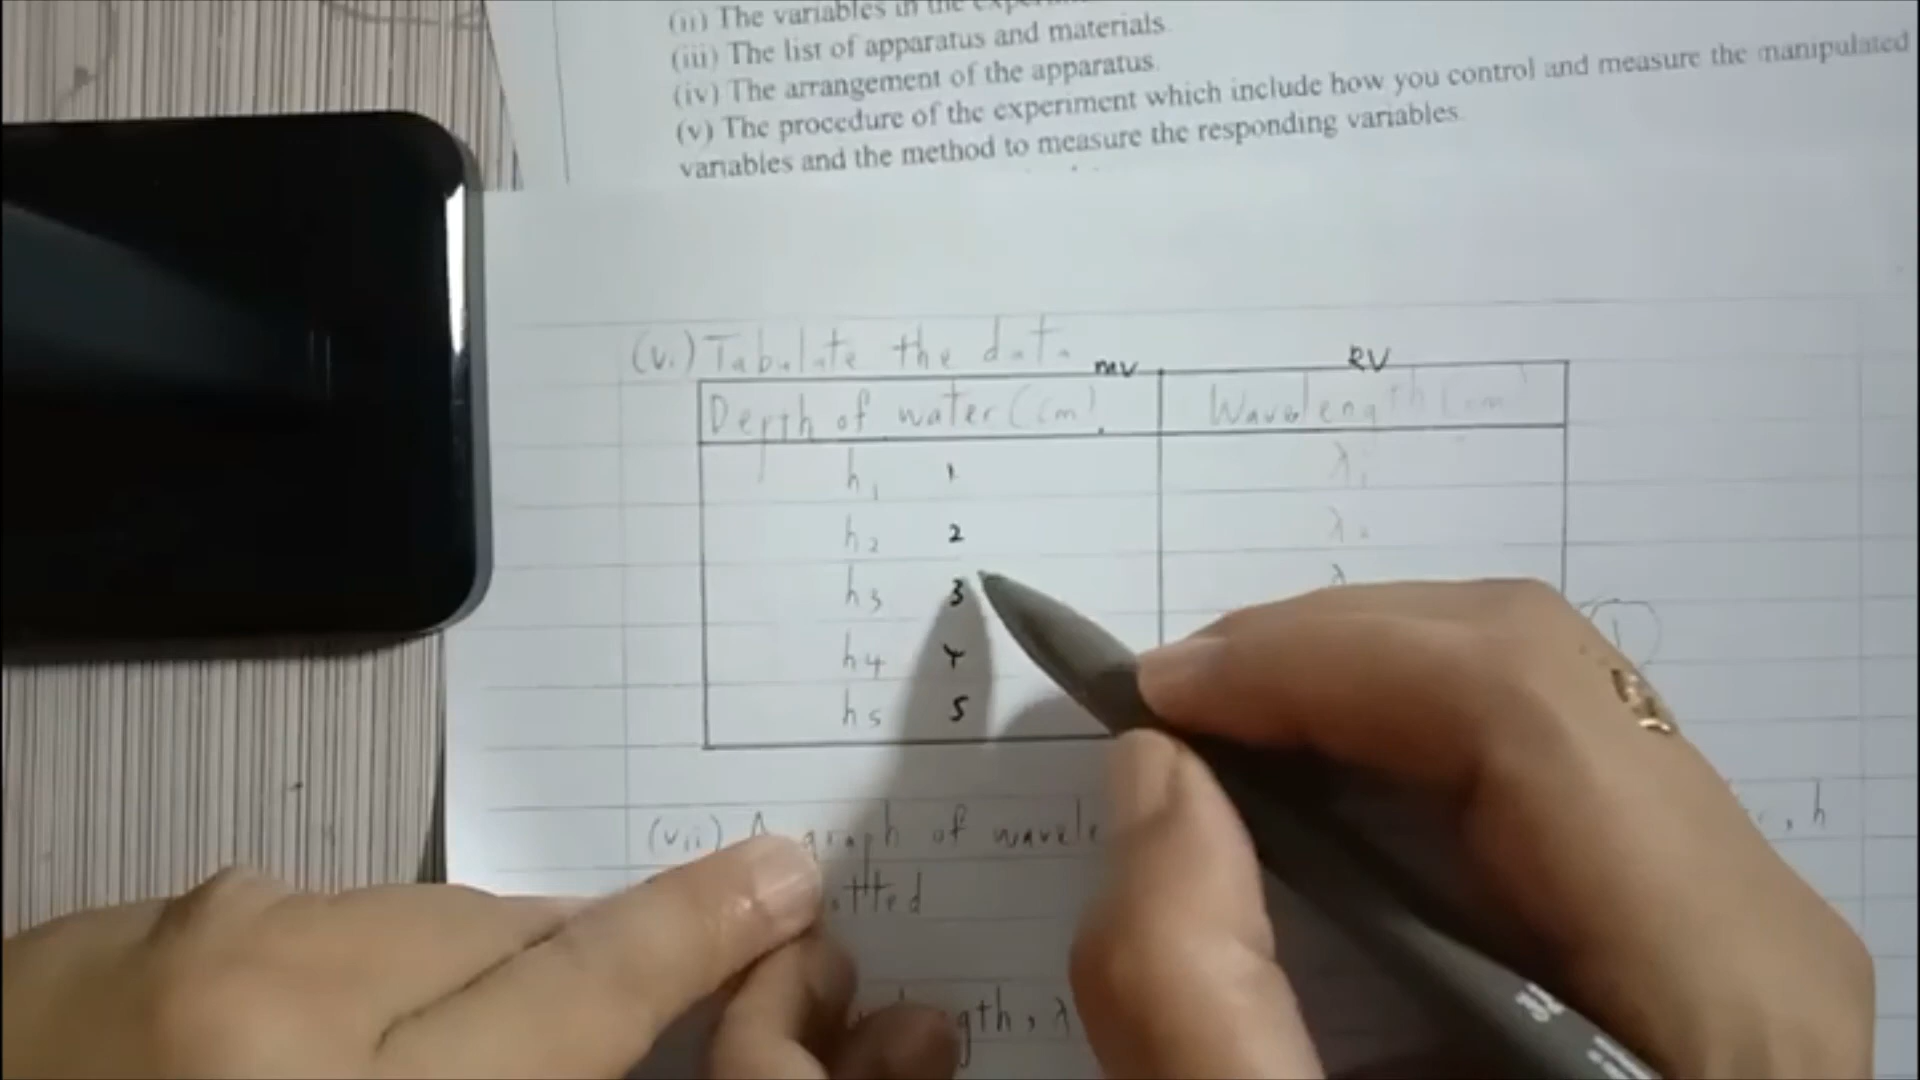 (ii) The variables in the
(iii) The list of apparatus and materials.
(iv) The arrangement of the apparatus.
(v) The procedure of the experiment which include how you control and measure the manipulated
variables and the method to measure the responding variables.
(vi) Tabulate the data
mv RV
Depth of water (cm) Wavelength (cm)
h1 1 λ1
h2 2 λ2
h3 3 λ
h4 4
h5 5
(vii) A graph of wavele , h
otted
gth, λ